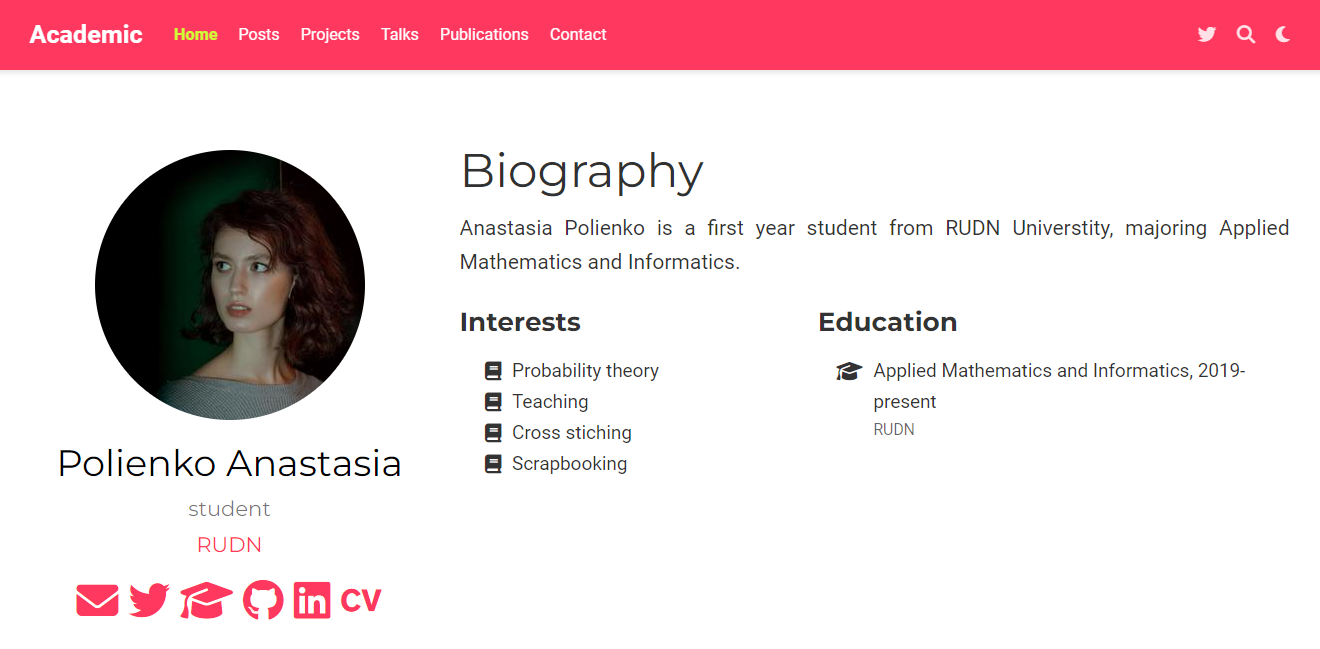 Academic Home Posts Projects Talks Publications Contact
Biography
Anastasia Polienko is a first year student from RUDN Universtity, majoring Applied
Mathematics and Informatics.
Interests
Probability theory
Teaching
Cross stiching
Scrapbooking
Education
Applied Mathematics and Informatics, 2019-
present
RUDN
Polienko Anastasia
student
RUDN
in CV